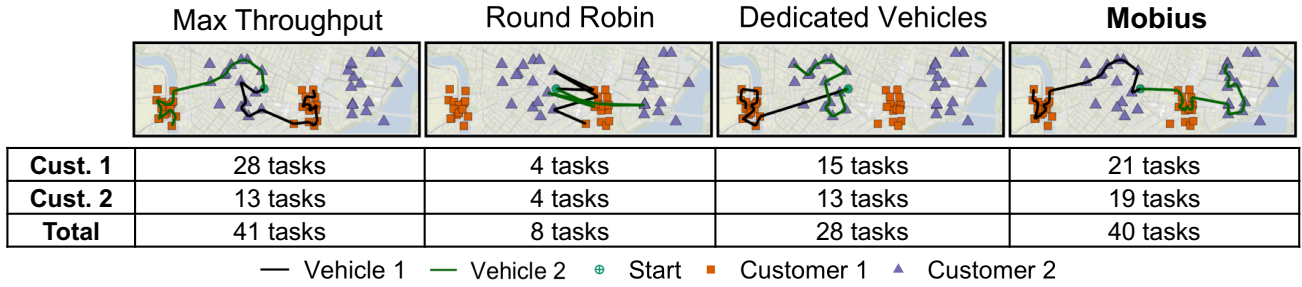 Max Throughput Round Robin Dedicated Vehicles Mobius
Cust. 1 28 tasks 4 tasks 15 tasks 21 tasks
Cust. 2 13 tasks 4 tasks 13 tasks 19 tasks
Total 41 tasks 8 tasks 28 tasks 40 tasks
Vehicle 1 Vehicle 2 Start Customer 1 Customer 2